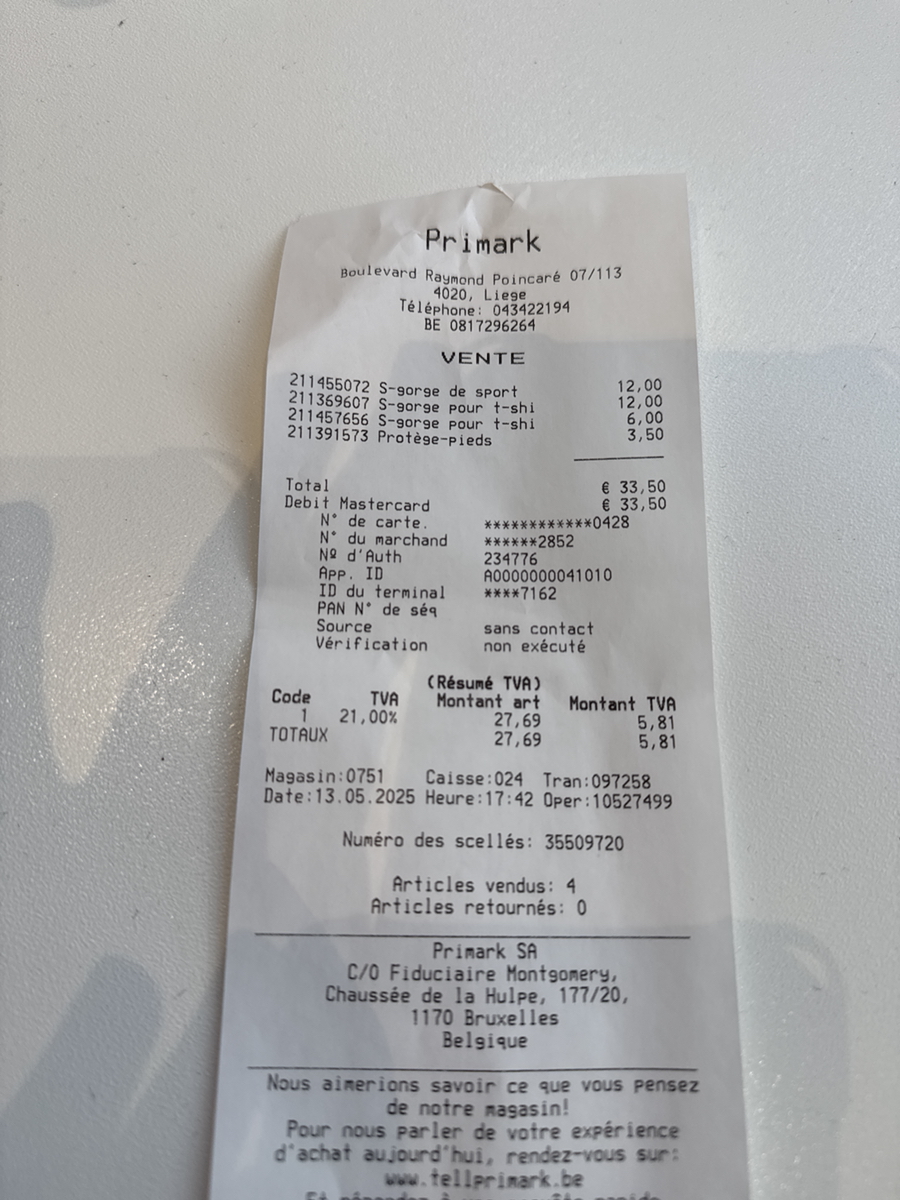 Primark
Boulevard Raymond Poincaré 07/113
4020, Liege
Téléphone: 043422194
BE 0817296264
VENTE
211455072 S-gorge de sport 12,00
211369607 S-gorge pour t-shi 12,00
211457656 S-gorge pour t-shi 6,00
211391573 Protège-pieds 3,50
Total € 33,50
Debit Mastercard € 33,50
N° de carte. ************0428
N° du marchand ******2852
Nº d'Auth 234776
App. ID A0000000041010
ID du terminal ****7162
PAN N° de séq
Source sans contact
Vérification non exécuté
(Résumé TVA)
Code TVA Montant art Montant TVA
1 21,00% 27,69 5,81
TOTAUX 27,69 5,81
Magasin:0751 Caisse:024 Tran:097258
Date:13.05.2025 Heure:17:42 Oper:10527499
Numéro des scellés: 35509720
Articles vendus: 4
Articles retournés: 0
Primark SA
C/O Fiduciaire Montgomery,
Chaussée de la Hulpe, 177/20,
1170 Bruxelles
Belgique
Nous aimerions savoir ce que vous pensez
de notre magasin!
Pour nous parler de votre expérience
d'achat aujourd'hui, rendez-vous sur:
www.tellprimark.be